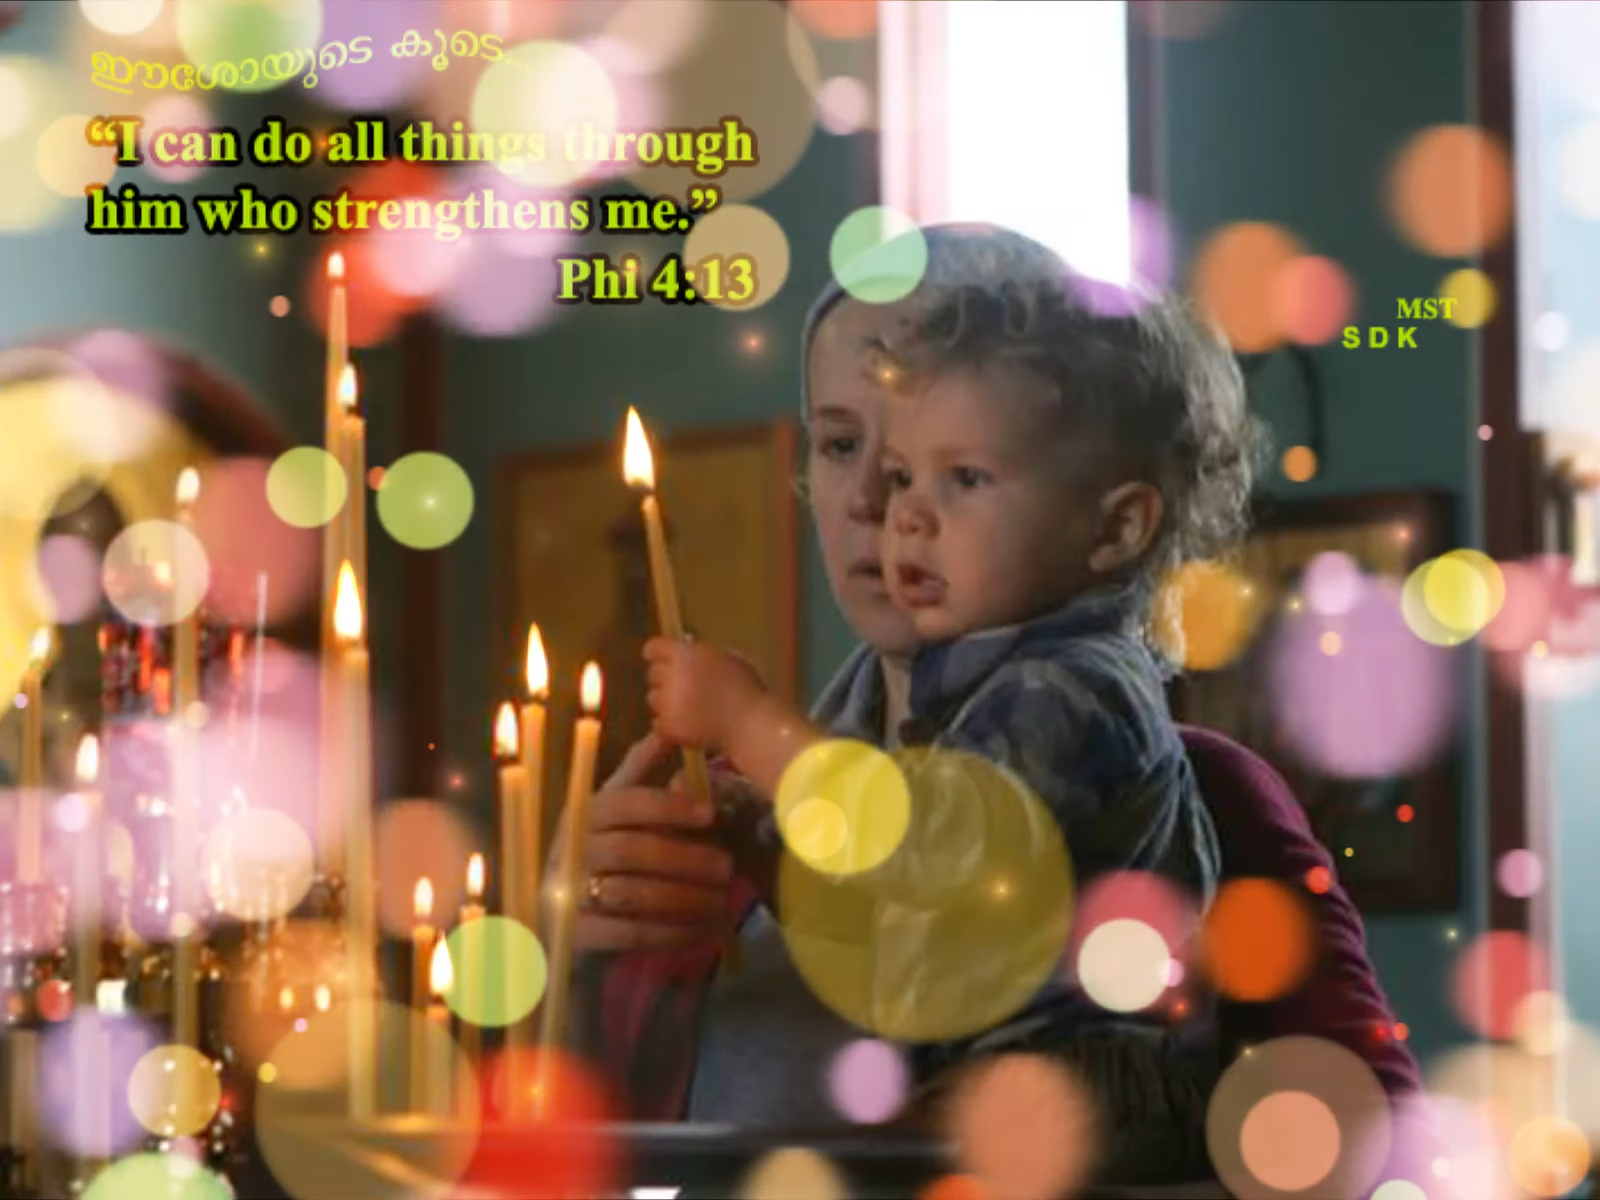 ഈശോയുടെ കൂടെ...
“I can do all things through
him who strengthens me.”
Phi 4:13
MST
SDK